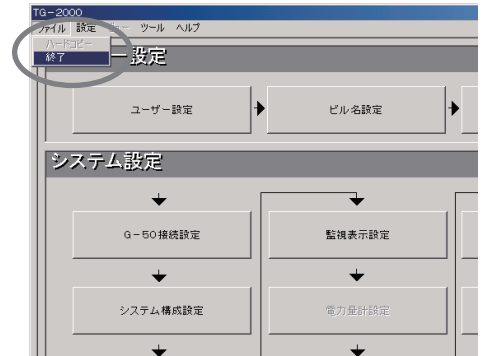 TG-2000
ファイル 設定 ツール ヘルプ
ハードコピー
終了
ー設定
ユーザー設定 ビル名設定
システム設定
G-50接続設定 監視表示設定
システム構成設定 電力量計設定